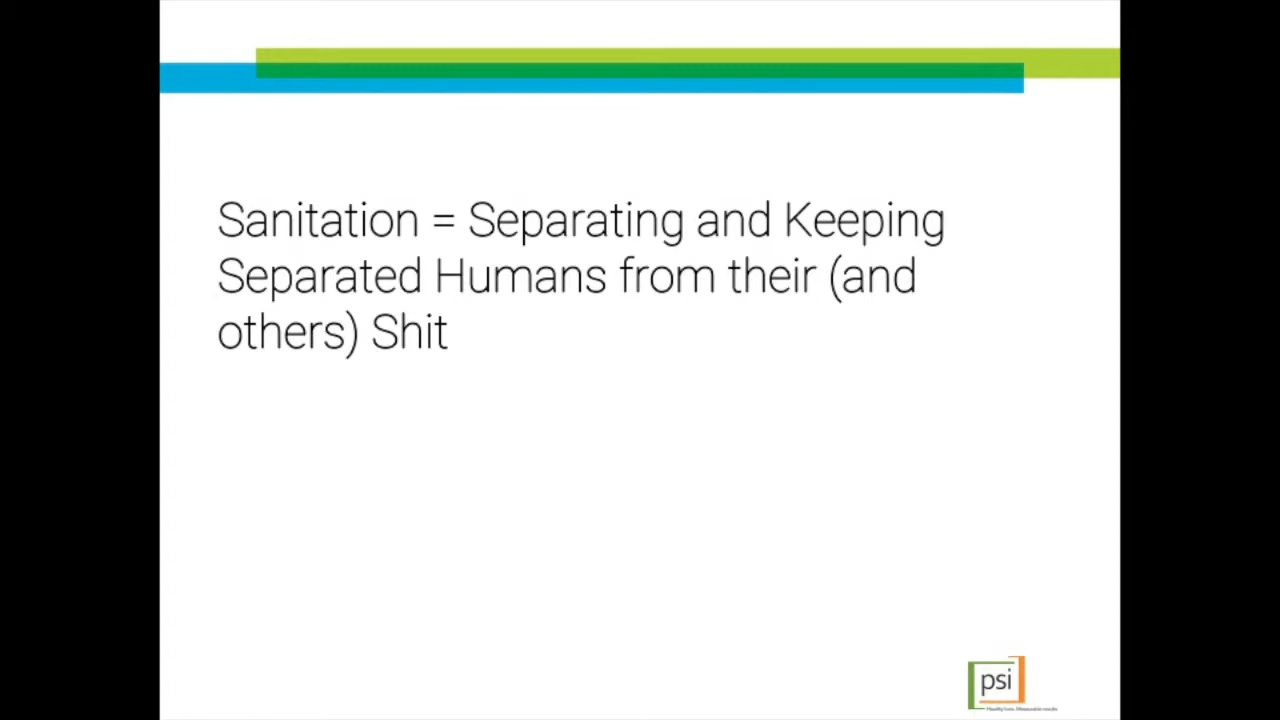 Sanitation = Separating and Keeping
Separated Humans from their (and
others) Shit
psi